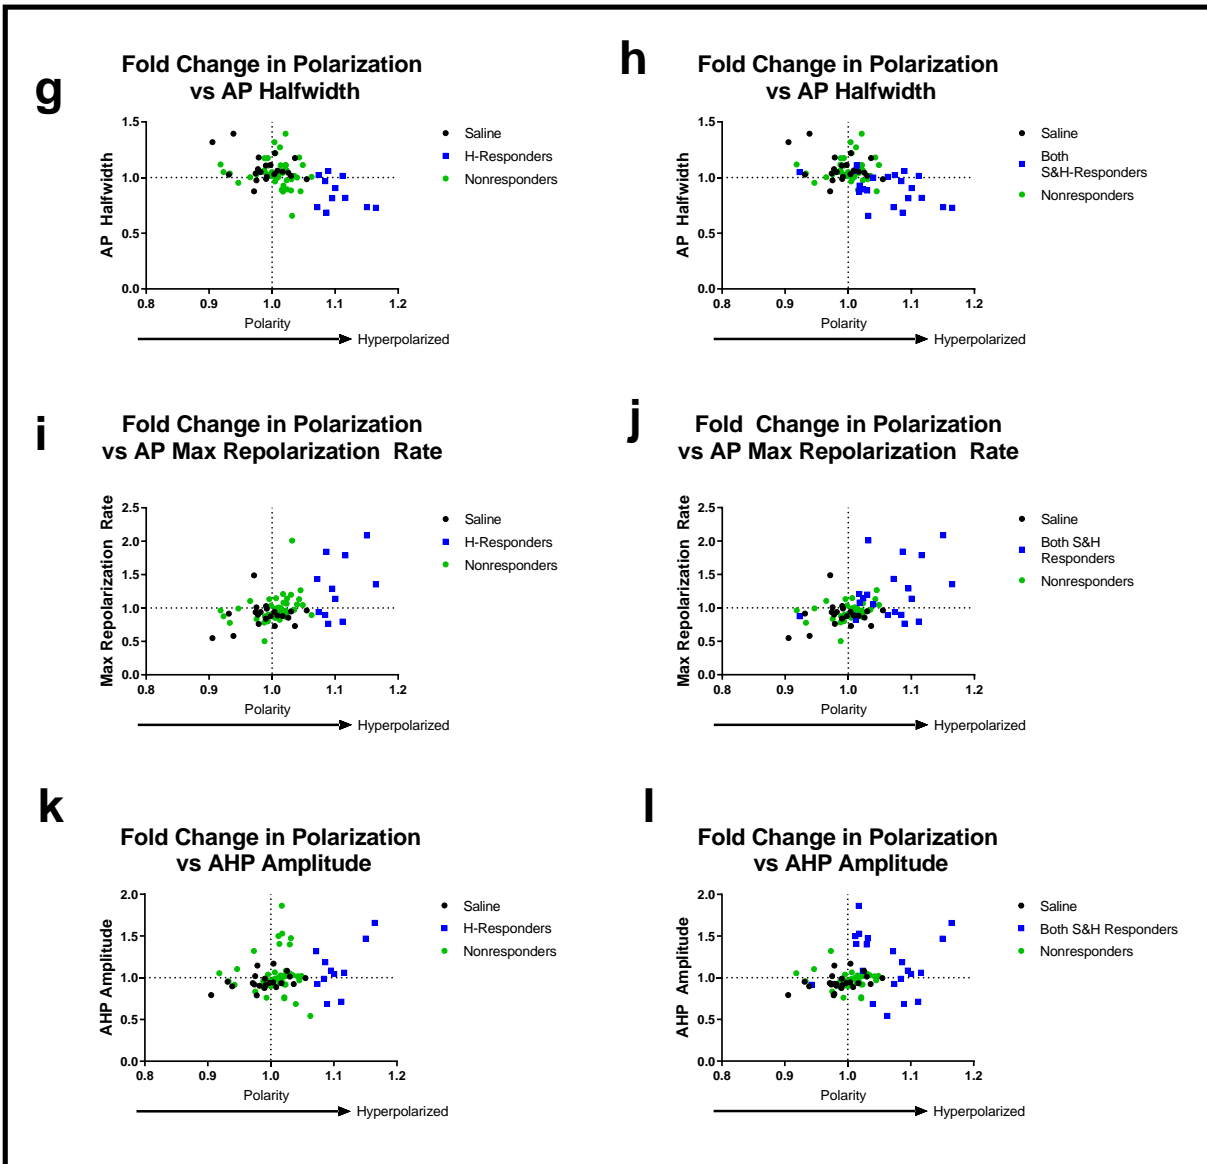 g
Fold Change in Polarization
vs AP Halfwidth
AP Halfwidth
1.5
1.0
0.5
0.0
0.8
0.9
1.0
1.1
1.2
Polarity
Hyperpolarized
Saline
H-Responders
Nonresponders
h
Fold Change in Polarization
vs AP Halfwidth
AP Halfwidth
1.5
1.0
0.5
0.0
0.8
0.9
1.0
1.1
1.2
Polarity
Hyperpolarized
Saline
Both
S&H-Responders
Nonresponders
i
Fold Change in Polarization
vs AP Max Repolarization Rate
Max Repolarization Rate
2.5
2.0
1.5
1.0
0.5
0.0
0.8
0.9
1.0
1.1
1.2
Polarity
Hyperpolarized
Saline
H-Responders
Nonresponders
j
Fold Change in Polarization
vs AP Max Repolarization Rate
Max Repolarization Rate
2.5
2.0
1.5
1.0
0.5
0.0
0.8
0.9
1.0
1.1
1.2
Polarity
Hyperpolarized
Saline
Both S&H
Responders
Nonresponders
k
Fold Change in Polarization
vs AHP Amplitude
AHP Amplitude
2.0
1.5
1.0
0.5
0.0
0.8
0.9
1.0
1.1
1.2
Polarity
Hyperpolarized
Saline
H-Responders
Nonresponders
l
Fold Change in Polarization
vs AHP Amplitude
AHP Amplitude
2.0
1.5
1.0
0.5
0.0
0.8
0.9
1.0
1.1
1.2
Polarity
Hyperpolarized
Saline
Both S&H Responders
Nonresponders